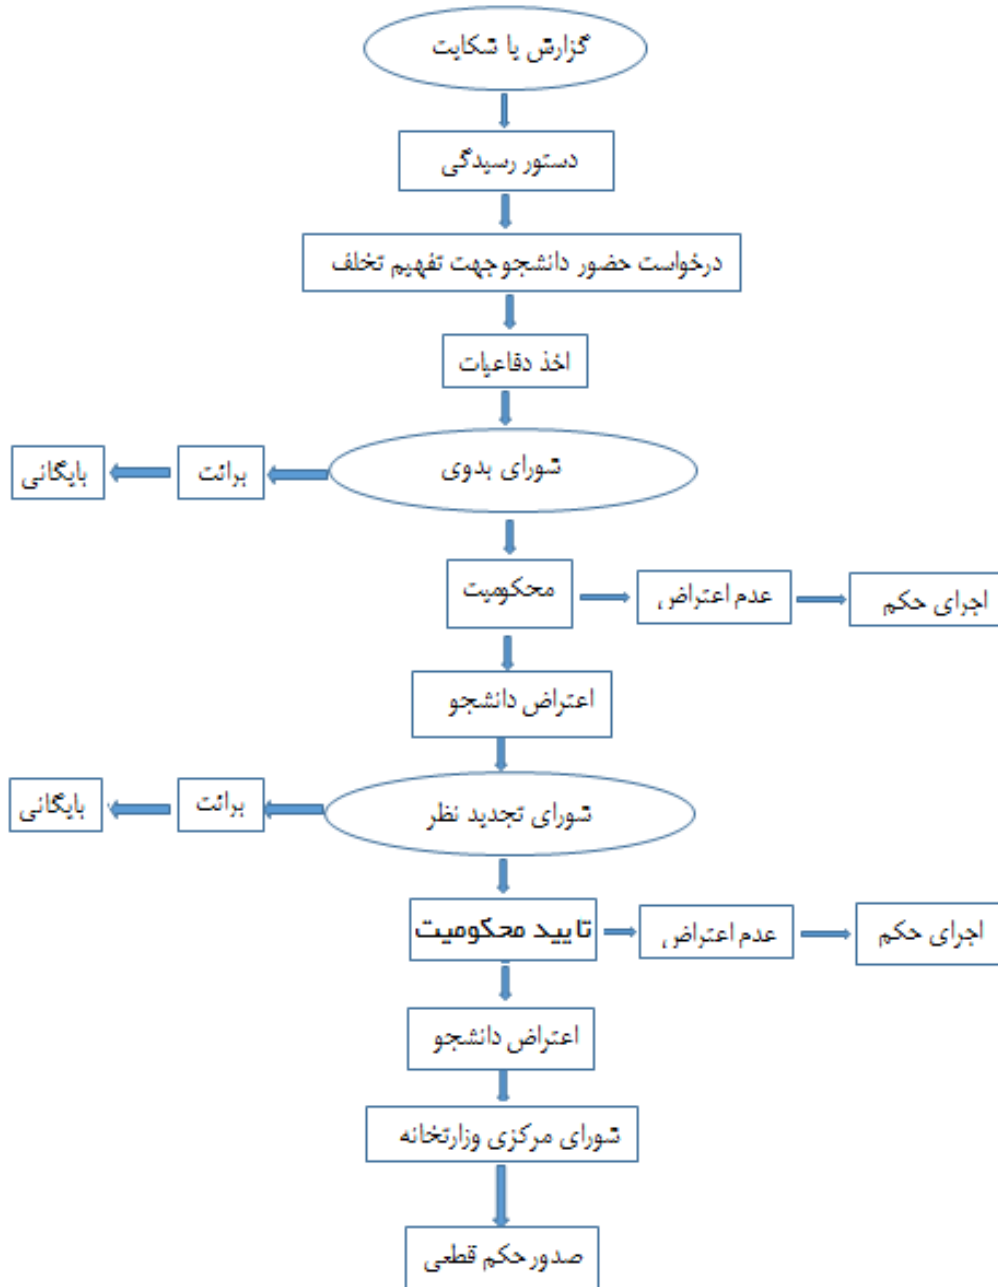 گزارش یا شکایت
دستور رسیدگی
درخواست حضور دانشجو جهت تفهیم تخلف
اخذ دفاعیات
شورای بدوی
برائت
بایگانی
محکومیت
عدم اعتراض
اجرای حکم
اعتراض دانشجو
شورای تجدید نظر
برائت
بایگانی
تایید محکومیت
عدم اعتراض
اجرای حکم
اعتراض دانشجو
شورای مرکزی وزارتخانه
صدور حکم قطعی